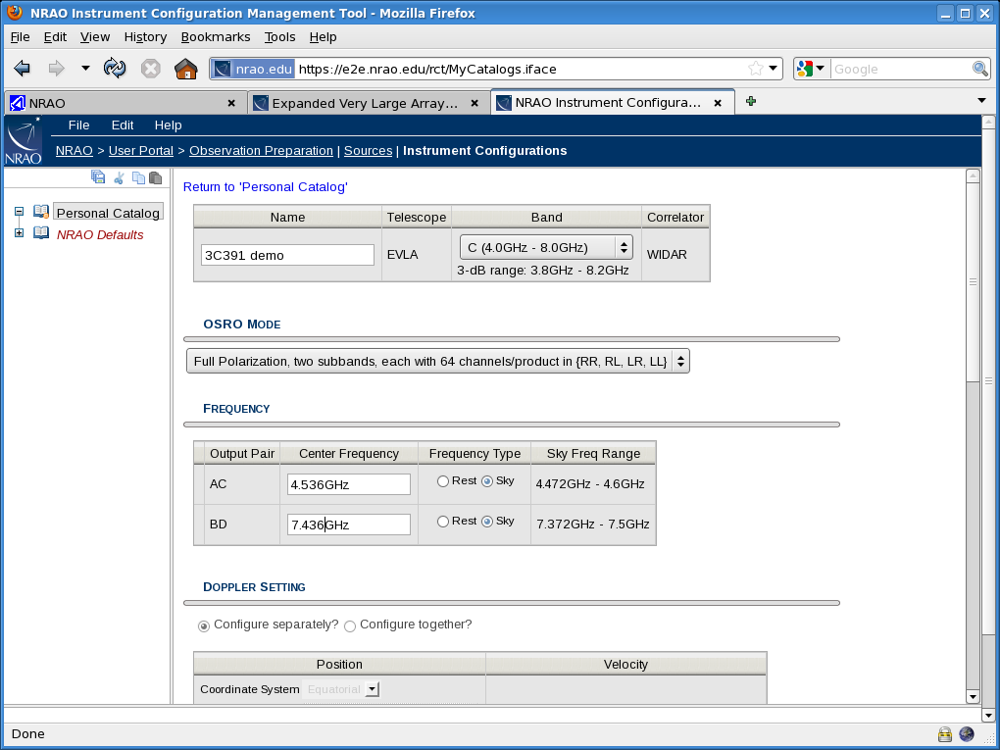 NRAO Instrument Configuration Management Tool - Mozilla Firefox
File Edit View History Bookmarks Tools Help
nrao.edu https://e2e.nrao.edu/rct/MyCatalogs.iface Google
NRAO Expanded Very Large Array... NRAO Instrument Configura...
File Edit Help
NRAO
NRAO > User Portal > Observation Preparation | Sources | Instrument Configurations
Personal Catalog
NRAO Defaults
Return to 'Personal Catalog'
Name Telescope Band Correlator
3C391 demo EVLA C (4.0GHz - 8.0GHz) WIDAR
3-dB range: 3.8GHz - 8.2GHz
OSRO MODE
Full Polarization, two subbands, each with 64 channels/product in {RR, RL, LR, LL}
FREQUENCY
Output Pair Center Frequency Frequency Type Sky Freq Range
AC 4.536GHz Rest Sky 4.472GHz - 4.6GHz
BD 7.436GHz Rest Sky 7.372GHz - 7.5GHz
DOPPLER SETTING
Configure separately? Configure together?
Position Velocity
Coordinate System Equatorial
Done